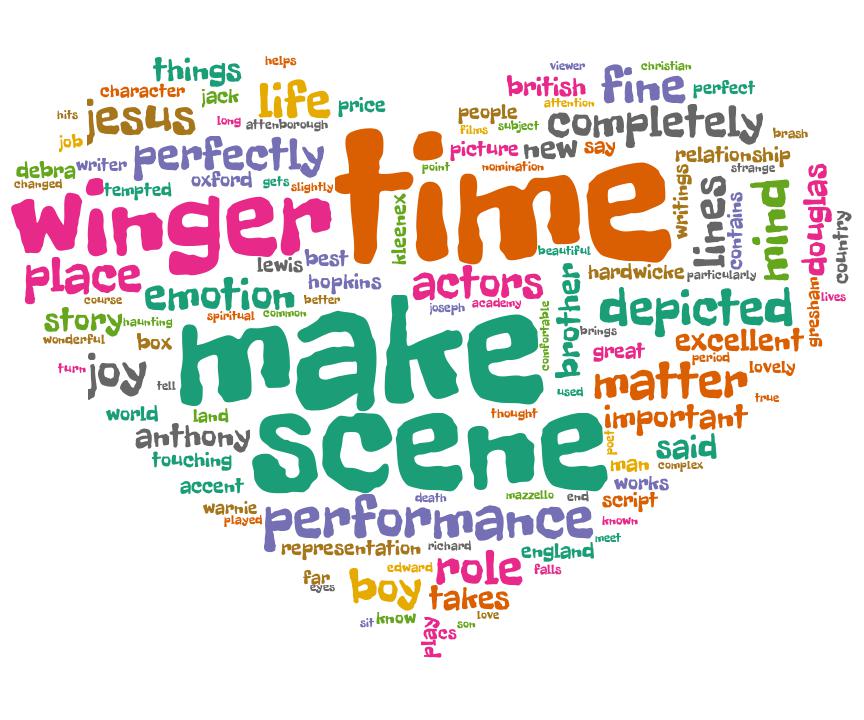 helps
things
viewer
christian
character
jack
life
price
british
fine
perfect
attention
hits
jesus
long
attenborough
people
films
subject
completely
brash
job
writer
perfectly
time
picture
new
say
relationship
point
nomination
strange
debra
changed
tempted
oxford
gets
slightly
kleenex
writings
lines
contains
mind
douglas
country
winger
lewis
best
beautiful
place
hopkins
actors
hardwicke
particularly
course
emotion
better
joseph
academy
comfortable
brother
depicted
gresham
lives
story
haunting
spiritual
common
make
brings
wonderful
box
great
excellent
period
turn
joy
tell
used
matter
lovely
true
world
land
thought
important
anthony
scene
poet
said
touching
man
complex
accent
works
death
mazzello
end
script
warnie
played
performance
known
meet
representation
richard
england
far
eyes
edward
role
falls
boy
takes
sit
know
play
cs
son
love